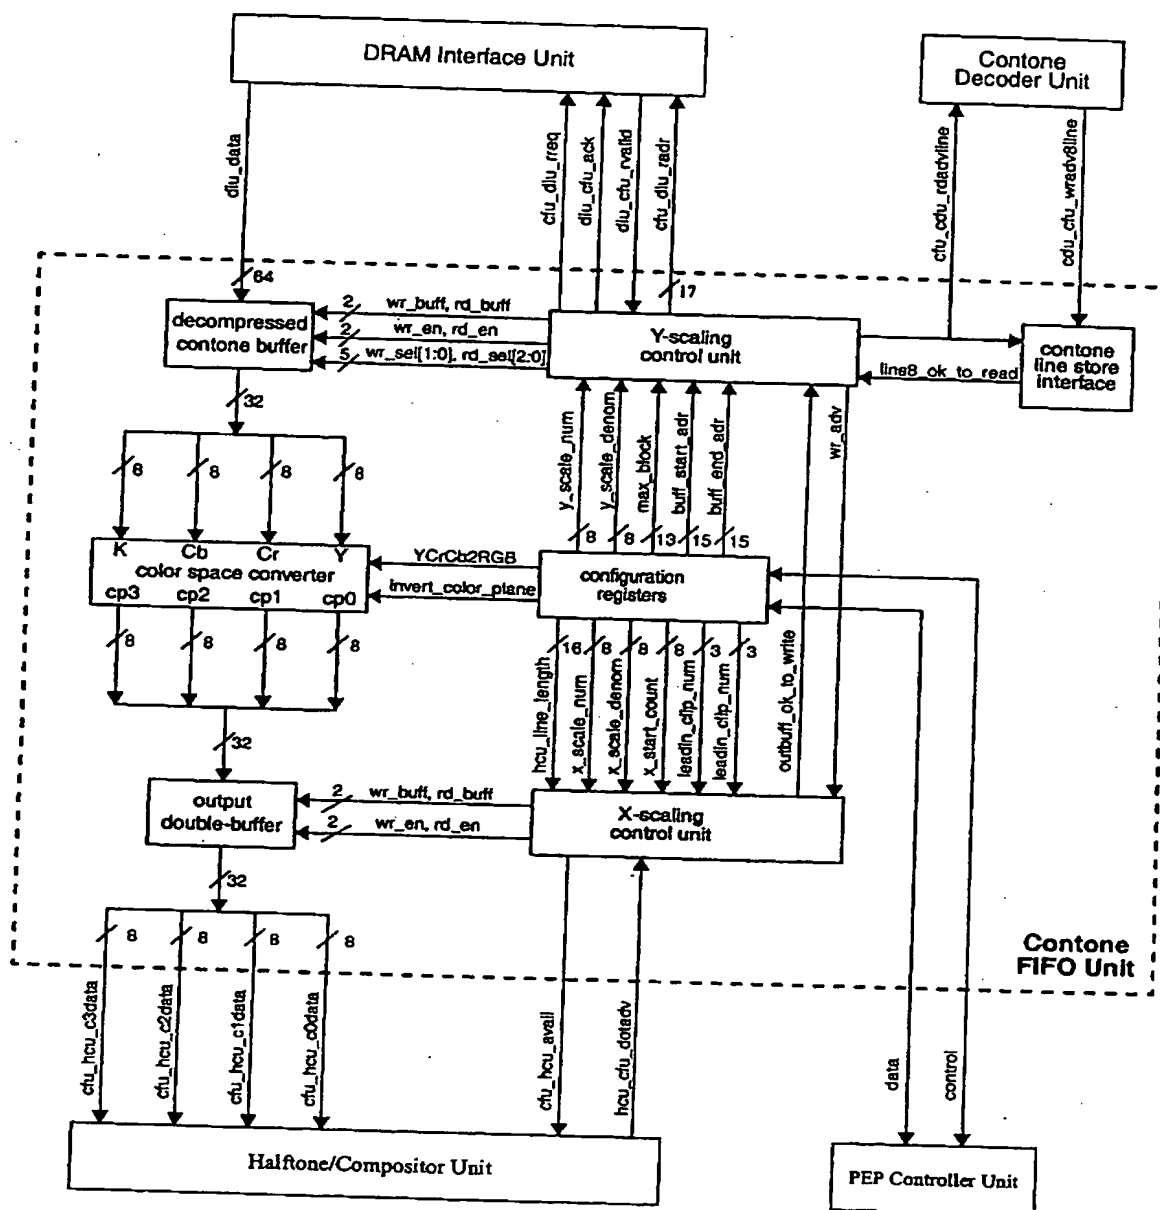 DRAM Interface Unit
Contone
Decoder Unit
diu_data
cfu_diu_rreq
diu_cfu_ack
diu_cfu_rvalid
cfu_diu_radr
cfu_cdu_rdadvline
cdu_cfu_wradv8line
64
17
decompressed
contone buffer
2 wr_buff, rd_buff
2 wr_en, rd_en
5 wr_sel[1:0], rd_sel[2:0]
Y-scaling
control unit
line8_ok_to_read
contone
line store
interface
32
8
8
8
8
y_scale_num
y_scale_denom
max_block
buff_start_adr
buff_end_adr
wr_adv
8
8
13
15
15
K Cb Cr Y
color space converter
cp3 cp2 cp1 cp0
YCrCb2RGB
invert_color_plane
configuration
registers
8
8
8
8
16
8
8
8
3
3
hcu_line_length
x_scale_num
x_scale_denom
x_start_count
leadin_clip_num
leadin_clip_num
outbuff_ok_to_write
32
output
double-buffer
2 wr_buff, rd_buff
2 wr_en, rd_en
X-scaling
control unit
32
8
8
8
8
Contone
FIFO Unit
cfu_hcu_c3data
cfu_hcu_c2data
cfu_hcu_c1data
cfu_hcu_c0data
cfu_hcu_avail
hcu_cfu_dotadv
data
control
Halftone/Compositor Unit
PEP Controller Unit